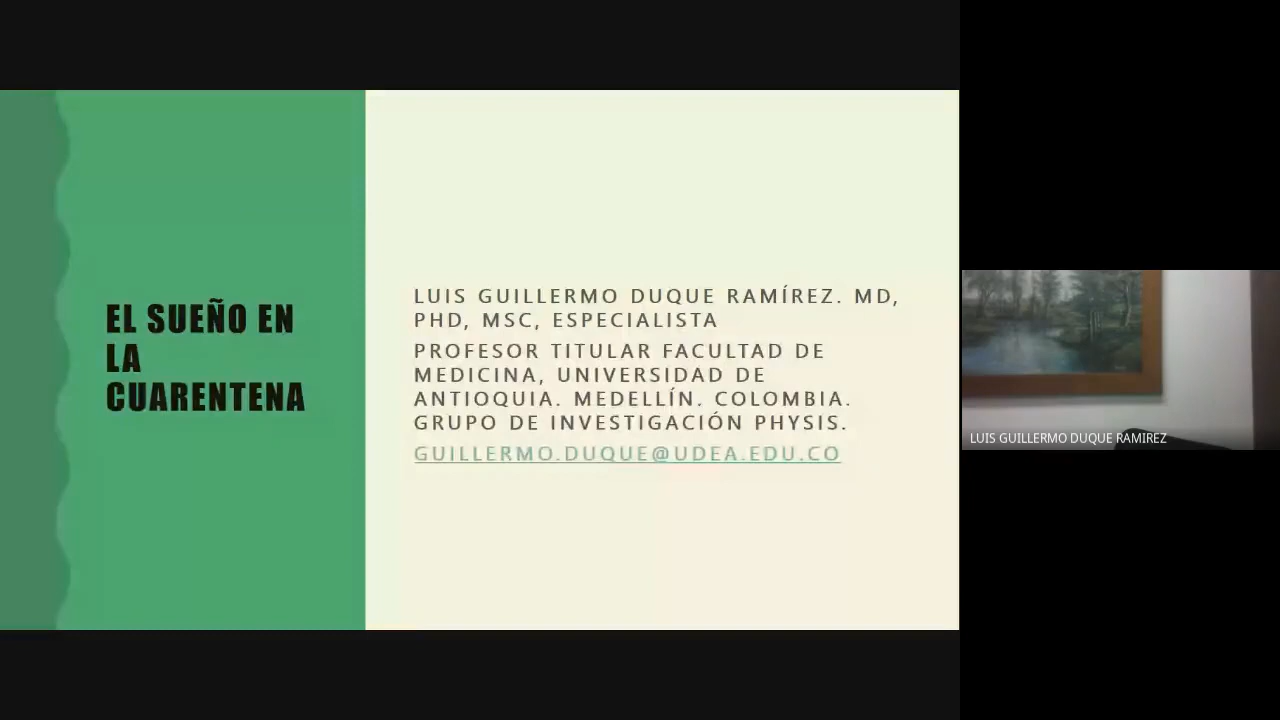 EL SUEÑO EN
LA
CUARENTENA
LUIS GUILLERMO DUQUE RAMÍREZ. MD,
PHD, MSC, ESPECIALISTA
PROFESOR TITULAR FACULTAD DE
MEDICINA, UNIVERSIDAD DE
ANTIOQUIA. MEDELLÍN. COLOMBIA.
GRUPO DE INVESTIGACIÓN PHYSIS.
GUILLERMO.DUQUE@UDEA.EDU.CO
LUIS GUILLERMO DUQUE RAMIREZ